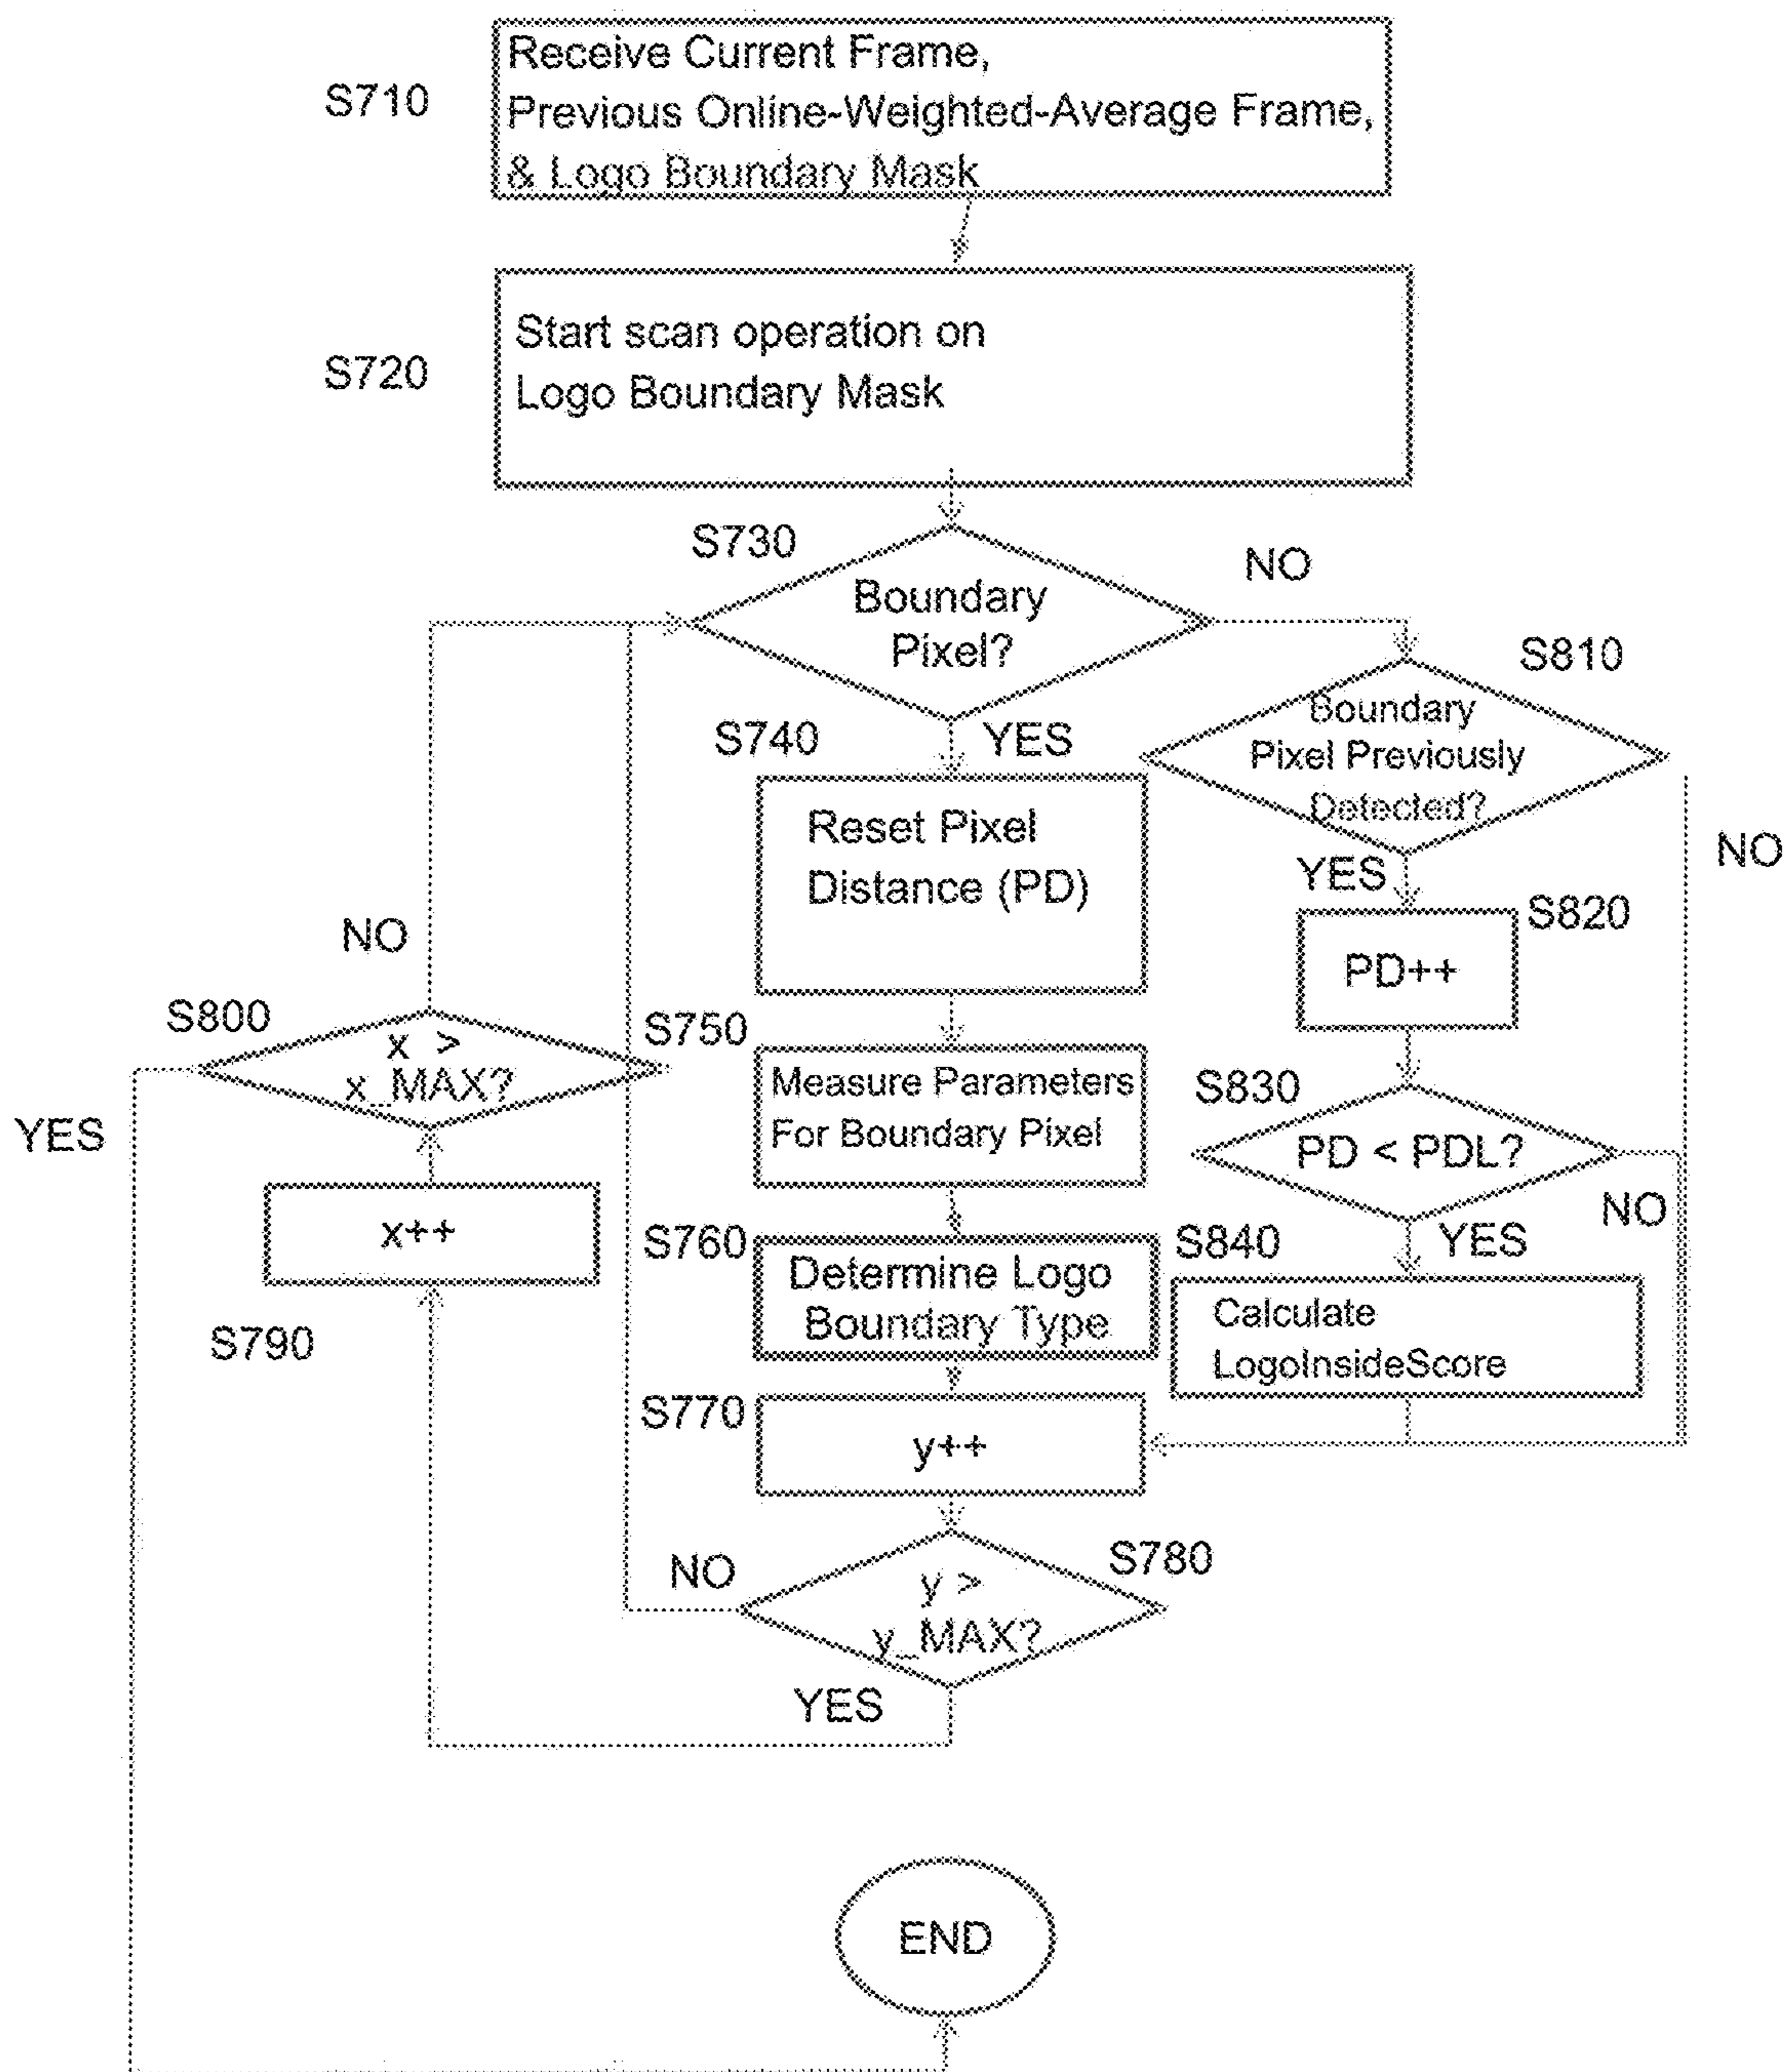 S710
Receive Current Frame,
Previous Online-Weighted-Average Frame,
& Logo Boundary Mask
S720
Start scan operation on
Logo Boundary Mask
S730
Boundary
Pixel?
NO
S740
YES
S810
Boundary
Pixel Previously
Detected?
NO
Reset Pixel
Distance (PD)
YES
S820
PD++
NO
S800
x >
x_MAX?
YES
S750
Measure Parameters
For Boundary Pixel
S830
PD < PDL?
NO
x++
S790
S760
Determine Logo
Boundary Type
S840
YES
Calculate
LogoInsideScore
S770
y++
S780
NO
y >
y_MAX?
YES
END